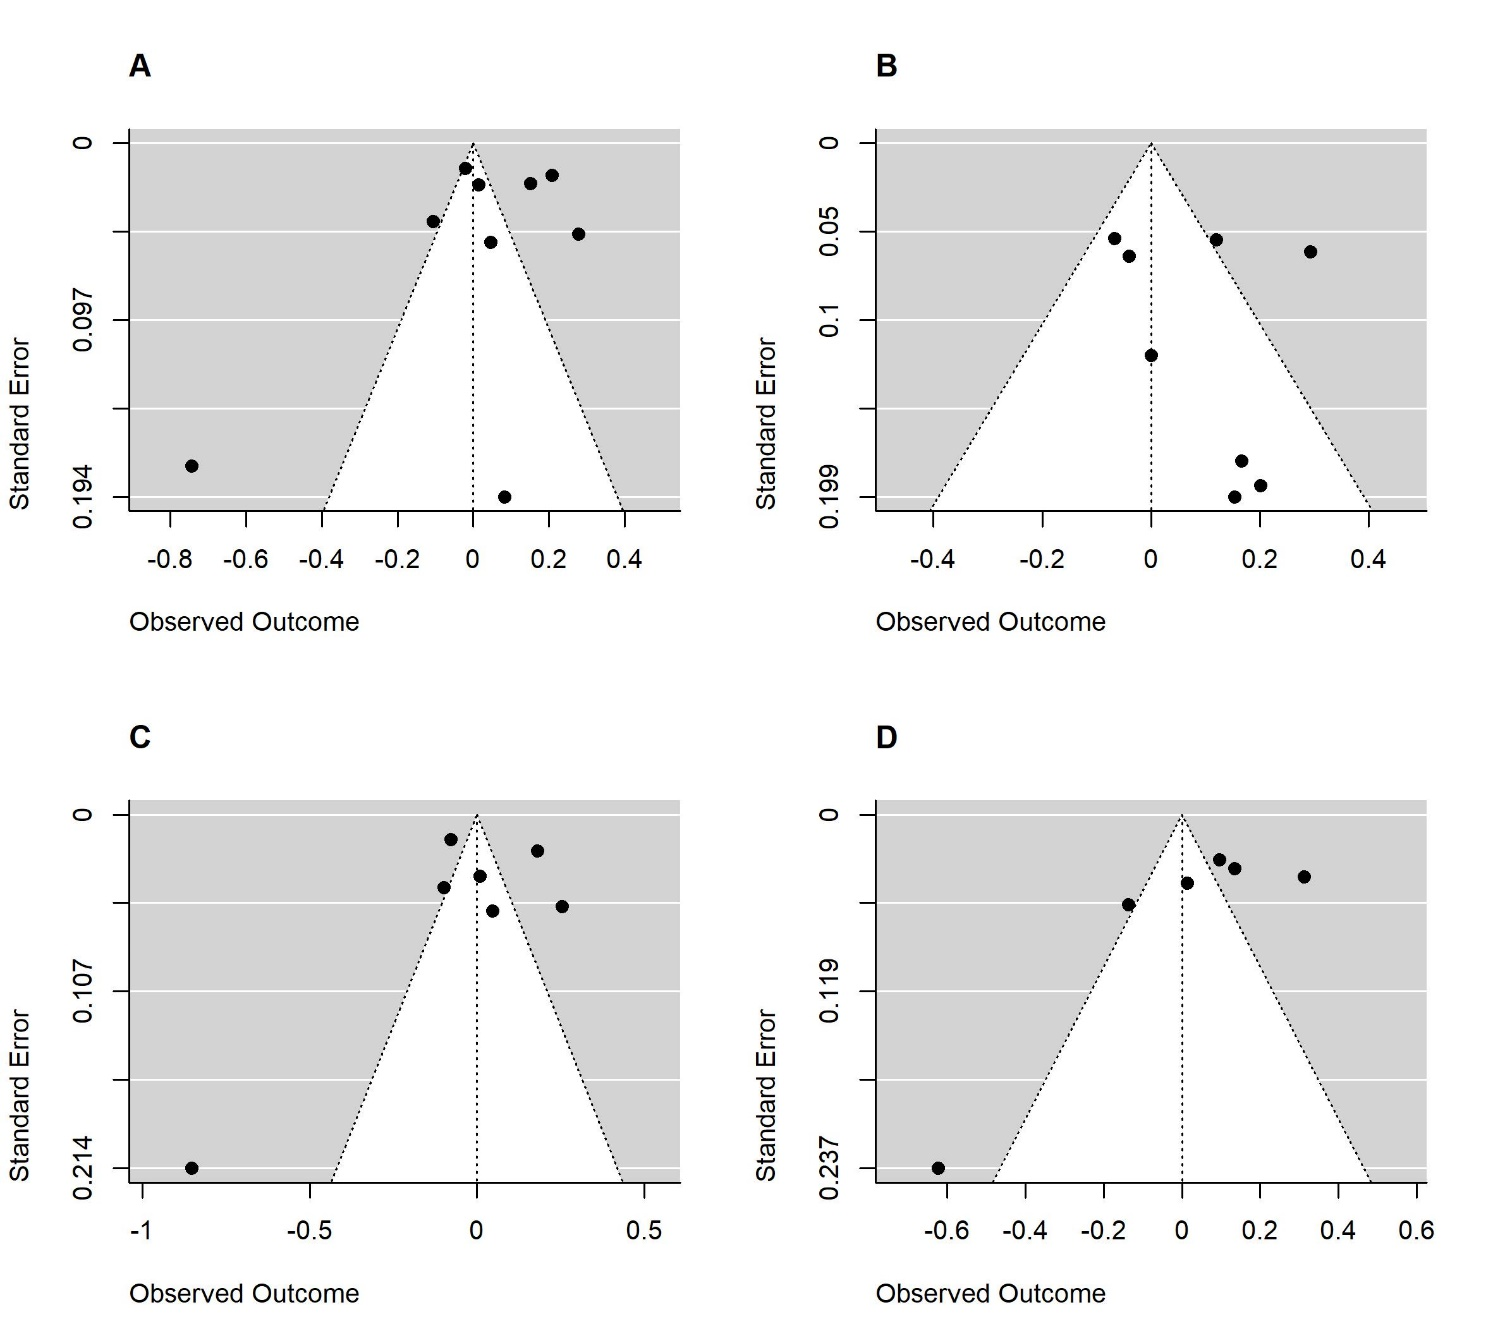 A
Standard Error
0
0.097
0.194
-0.8 -0.6 -0.4 -0.2 0 0.2 0.4
Observed Outcome
B
Standard Error
0
0.05
0.1
0.199
-0.4 -0.2 0 0.2 0.4
Observed Outcome
C
Standard Error
0
0.107
0.214
-1 -0.5 0 0.5
Observed Outcome
D
Standard Error
0
0.119
0.237
-0.6 -0.4 -0.2 0 0.2 0.4 0.6
Observed Outcome